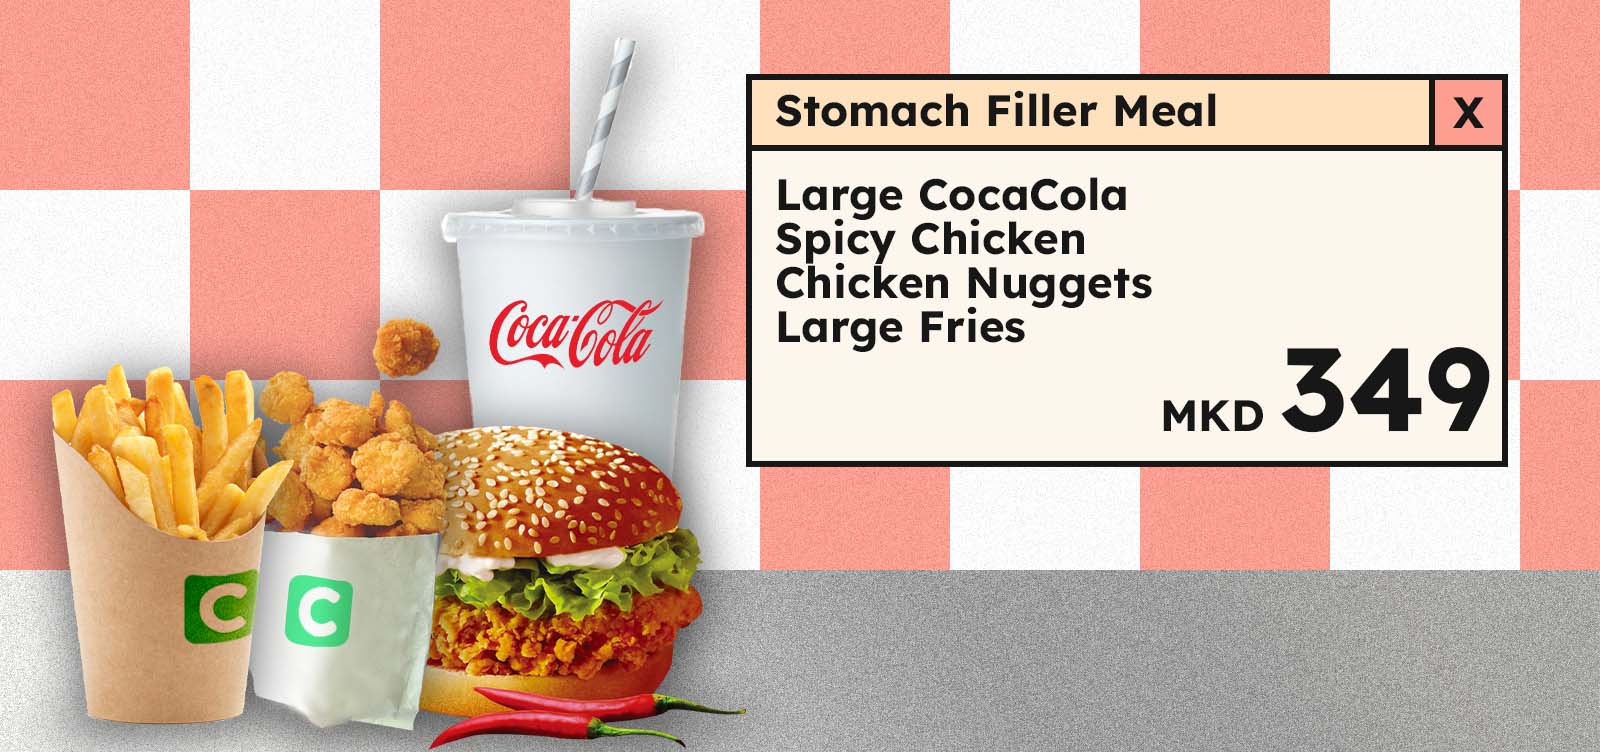 Stomach Filler Meal
X
Large CocaCola
Spicy Chicken
Chicken Nuggets
Large Fries
MKD 349
Coca-Cola
C
C